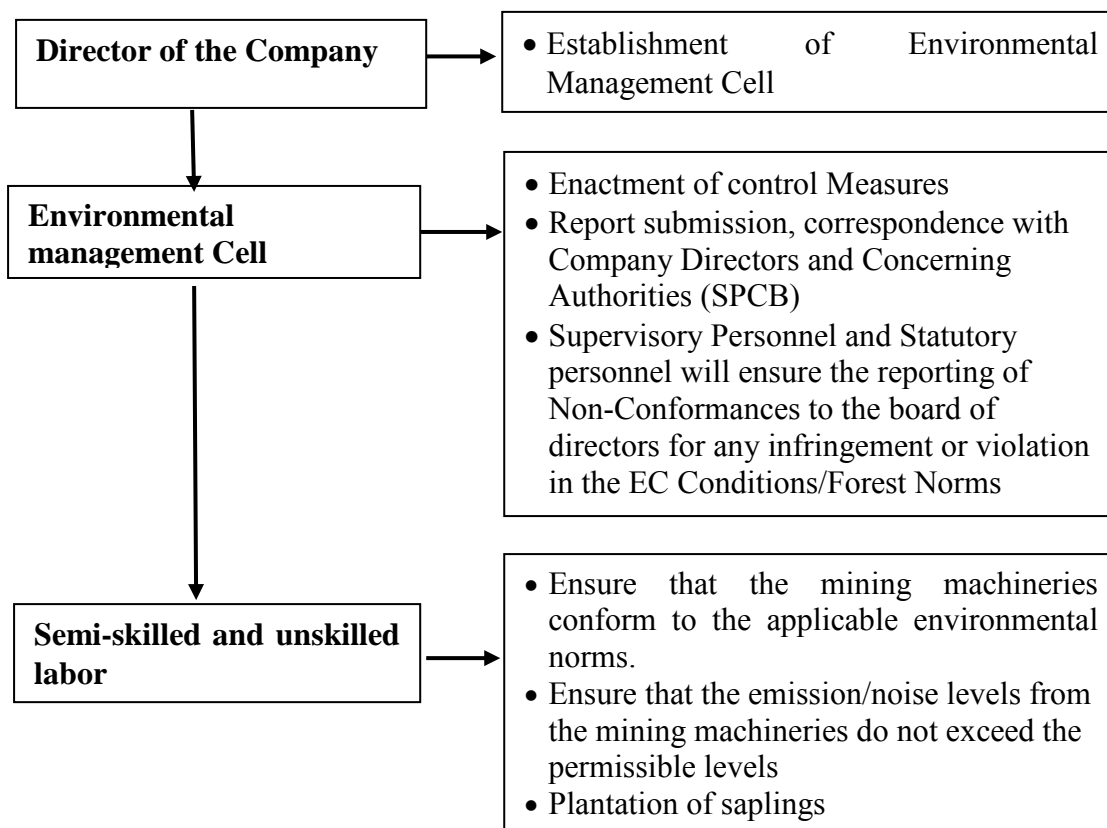 Director of the Company
• Establishment of Environmental
Management Cell
Environmental
management Cell
• Enactment of control Measures
• Report submission, correspondence with
Company Directors and Concerning
Authorities (SPCB)
• Supervisory Personnel and Statutory
personnel will ensure the reporting of
Non-Conformances to the board of
directors for any infringement or violation
in the EC Conditions/Forest Norms
Semi-skilled and unskilled
labor
• Ensure that the mining machineries
conform to the applicable environmental
norms.
• Ensure that the emission/noise levels from
the mining machineries do not exceed the
permissible levels
• Plantation of saplings